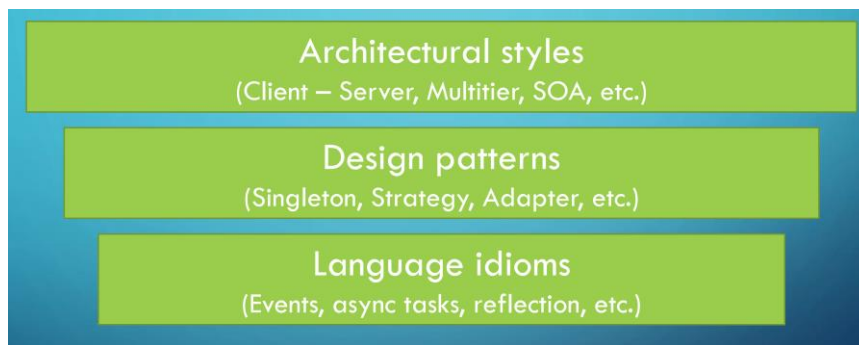 Architectural styles
(Client – Server, Multitier, SOA, etc.)
Design patterns
(Singleton, Strategy, Adapter, etc.)
Language idioms
(Events, async tasks, reflection, etc.)